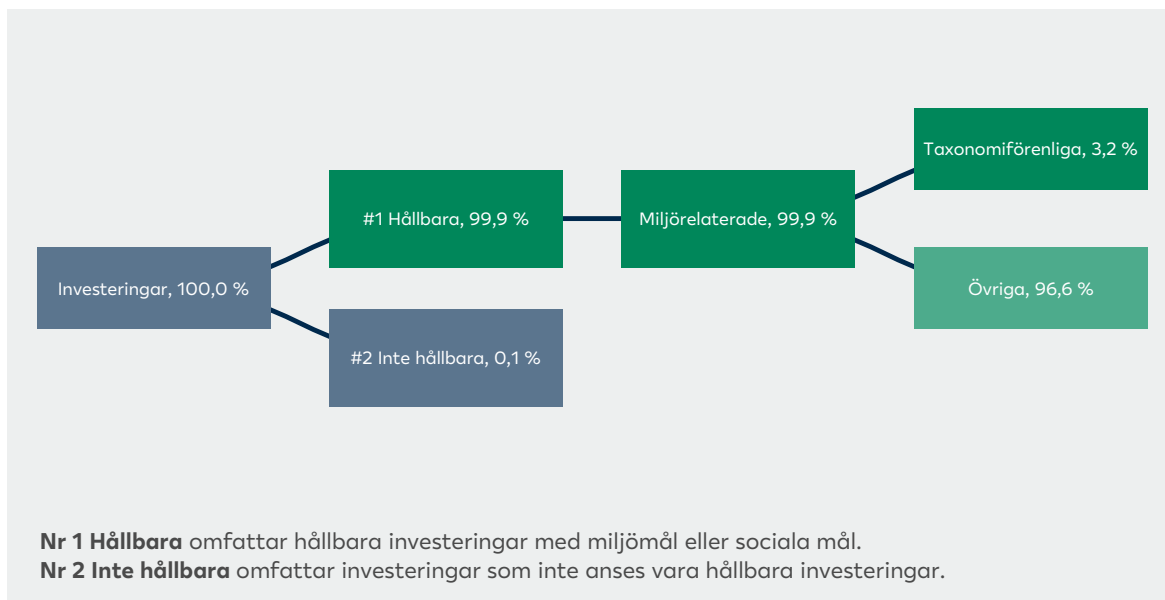 Taxonomiförenliga, 3,2 %
#1 Hållbara, 99,9 %
Miljörelaterade, 99,9 %
Investeringar, 100,0 %
Övriga, 96,6 %
#2 Inte hållbara, 0,1 %
Nr 1 Hållbara omfattar hållbara investeringar med miljömål eller sociala mål.
Nr 2 Inte hållbara omfattar investeringar som inte anses vara hållbara investeringar.